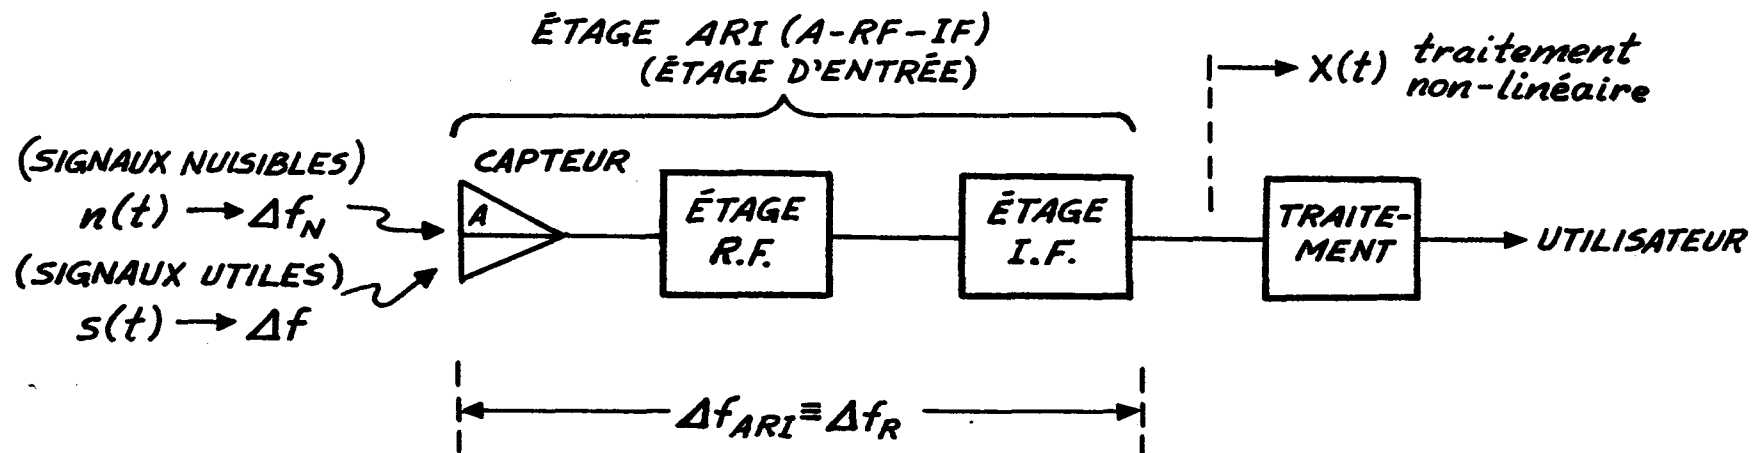 ÉTAGE ARI (A-RF-IF)
(ÉTAGE D'ENTRÉE)
X(t) traitement
non-linéaire
(SIGNAUX NUISIBLES)
n(t) → Δf_N
(SIGNAUX UTILES)
s(t) → Δf
CAPTEUR
A
ÉTAGE
R.F.
ÉTAGE
I.F.
TRAITE-
MENT
UTILISATEUR
Δf_ARI ≡ Δf_R